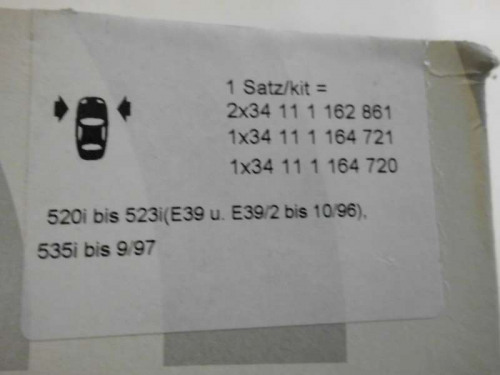 1 Satz/kit =
2x34 11 1 162 861
1x34 11 1 164 721
1x34 11 1 164 720
520i bis 523i(E39 u. E39/2 bis 10/96),
535i bis 9/97